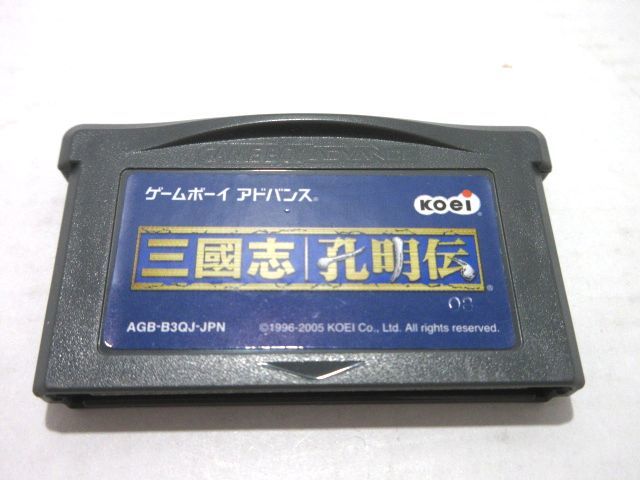 GAME BOY ADVANCE
ゲームボーイ アドバンス®
KOEI®
三國志 孔明伝®
08
AGB-B3QJ-JPN
©1996-2005 KOEI Co., Ltd. All rights reserved.